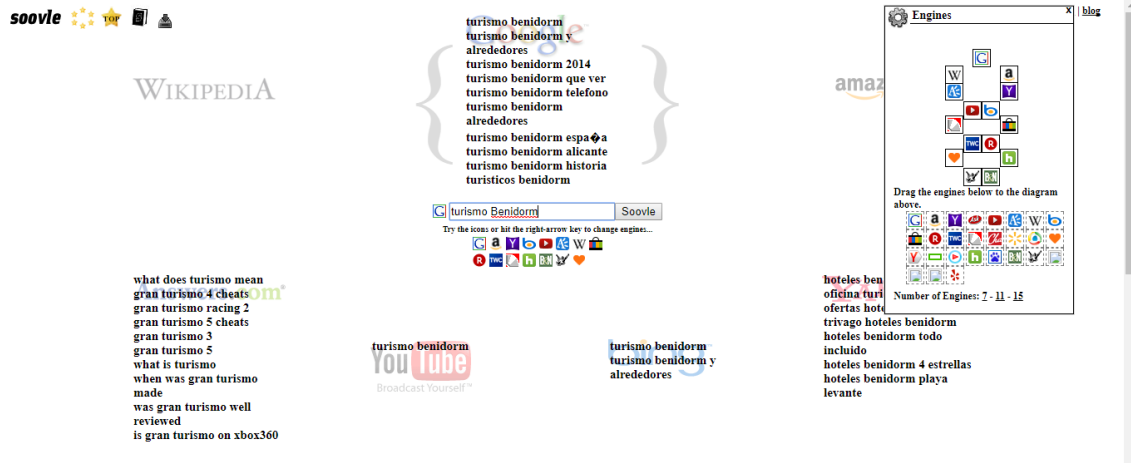 soovle
TOP
x
| blog
Engines
WIKIPEDIA
Google
turismo benidorm
turismo benidorm y
alrededores
turismo benidorm 2014
turismo benidorm que ver
turismo benidorm telefono
turismo benidorm
alrededores
turismo benidorm espa�a
turismo benidorm alicante
turismo benidorm historia
turisticos benidorm
amaz
turismo Benidorm
Soovle
Try the icons or hit the right-arrow key to change engines...
Drag the engines below to the diagram
above.
Number of Engines: 7 - 11 - 15
Answers.com
what does turismo mean
gran turismo 4 cheats
gran turismo racing 2
gran turismo 5 cheats
gran turismo 3
gran turismo 5
what is turismo
when was gran turismo
made
was gran turismo well
reviewed
is gran turismo on xbox360
YouTube
Broadcast Yourself™
turismo benidorm
bing
turismo benidorm
turismo benidorm y
alrededores
hoteles ben
oficina turi
ofertas hote
trivago hoteles benidorm
hoteles benidorm todo
incluido
hoteles benidorm 4 estrellas
hoteles benidorm playa
levante